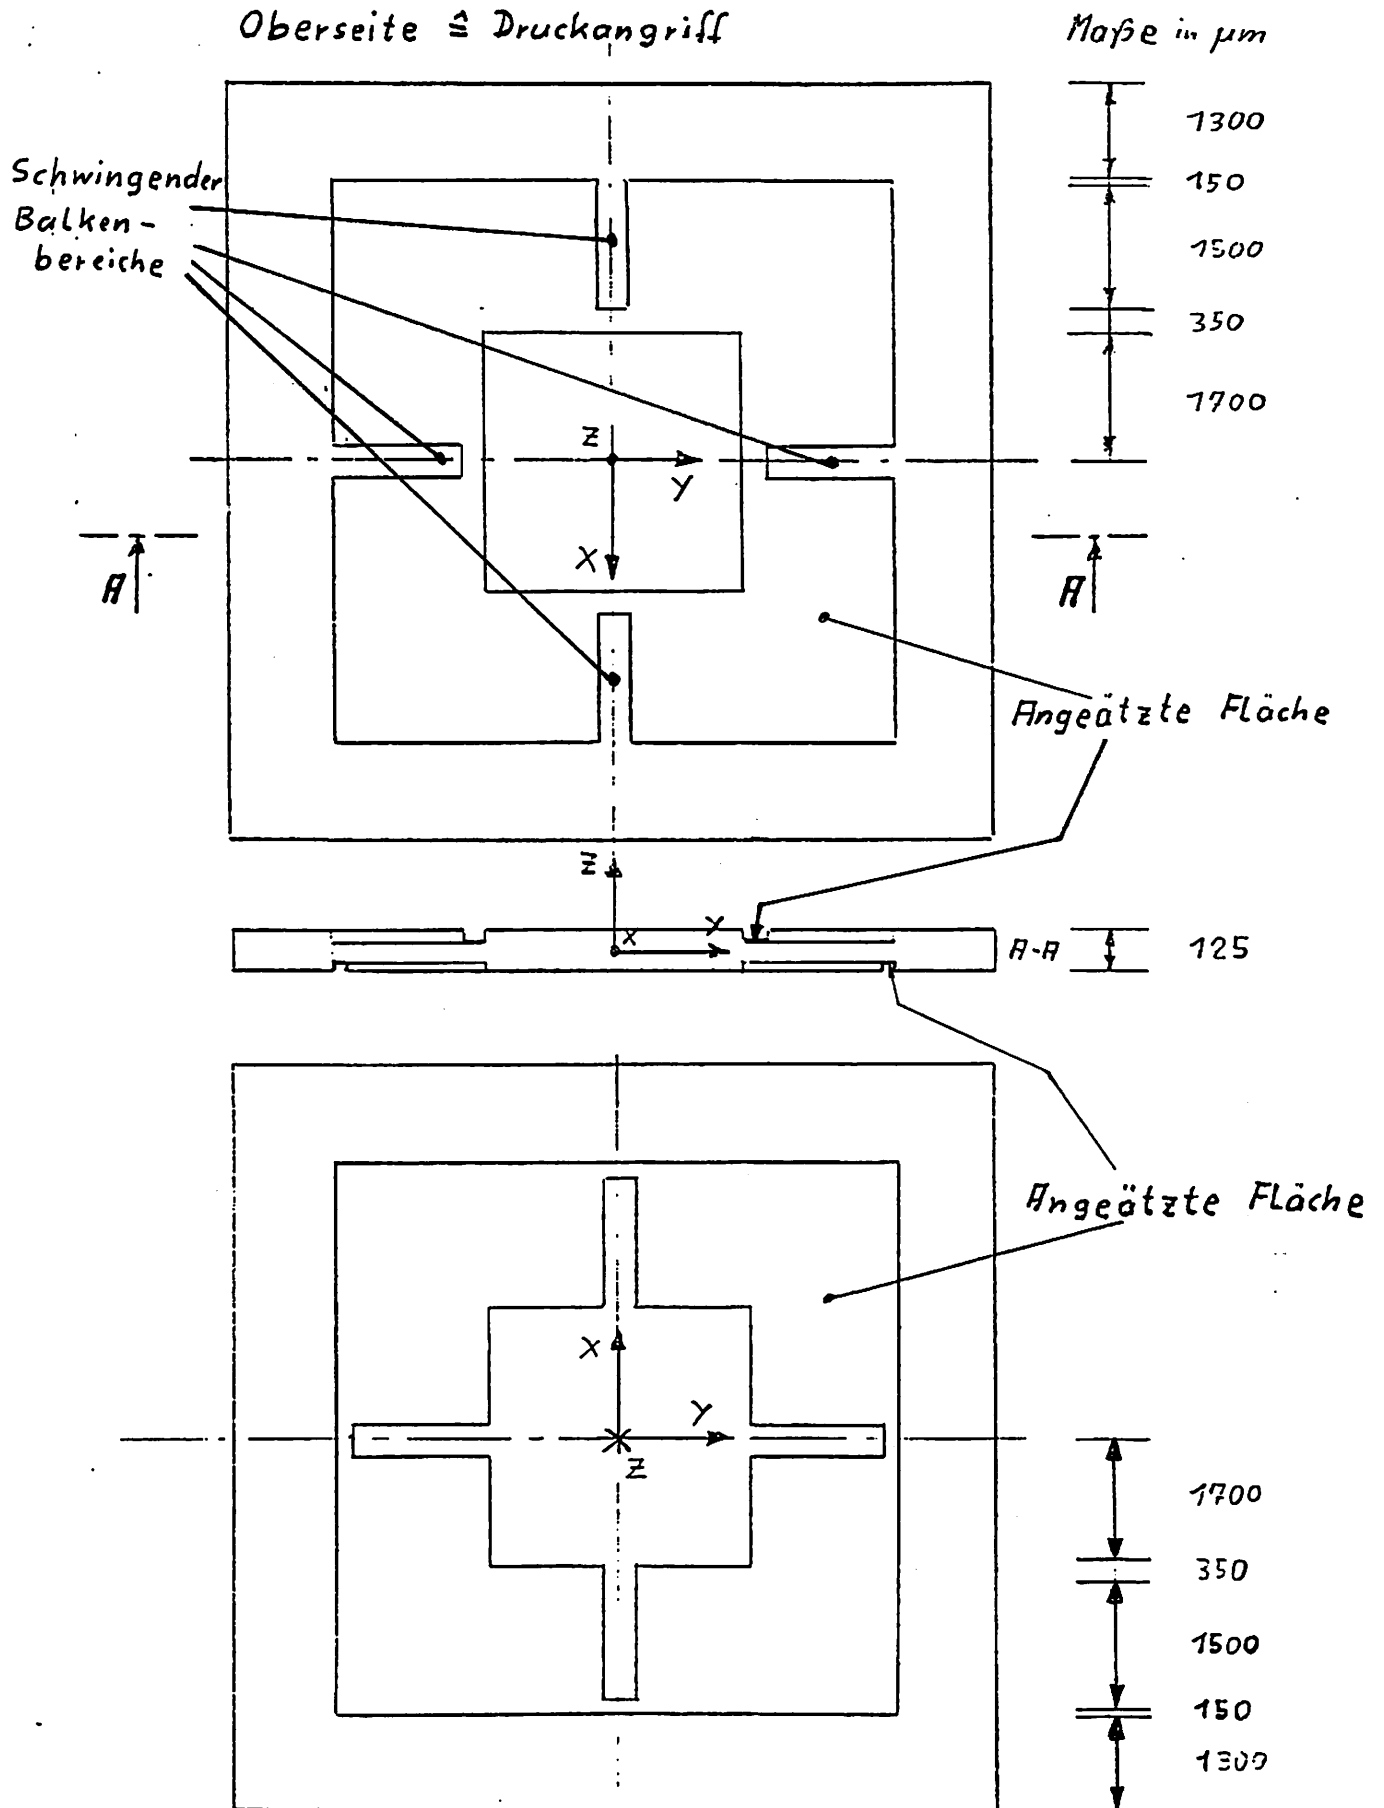 Oberseite ≙ Druckangriff
Maße in µm
1300
Schwingender
Balken-
bereiche
150
1500
350
1700
Z
Y
X
A
A
Angeätzte Fläche
Z
X
Y
A-A
125
Angeätzte Fläche
X
Y
Z
1700
350
1500
150
1300